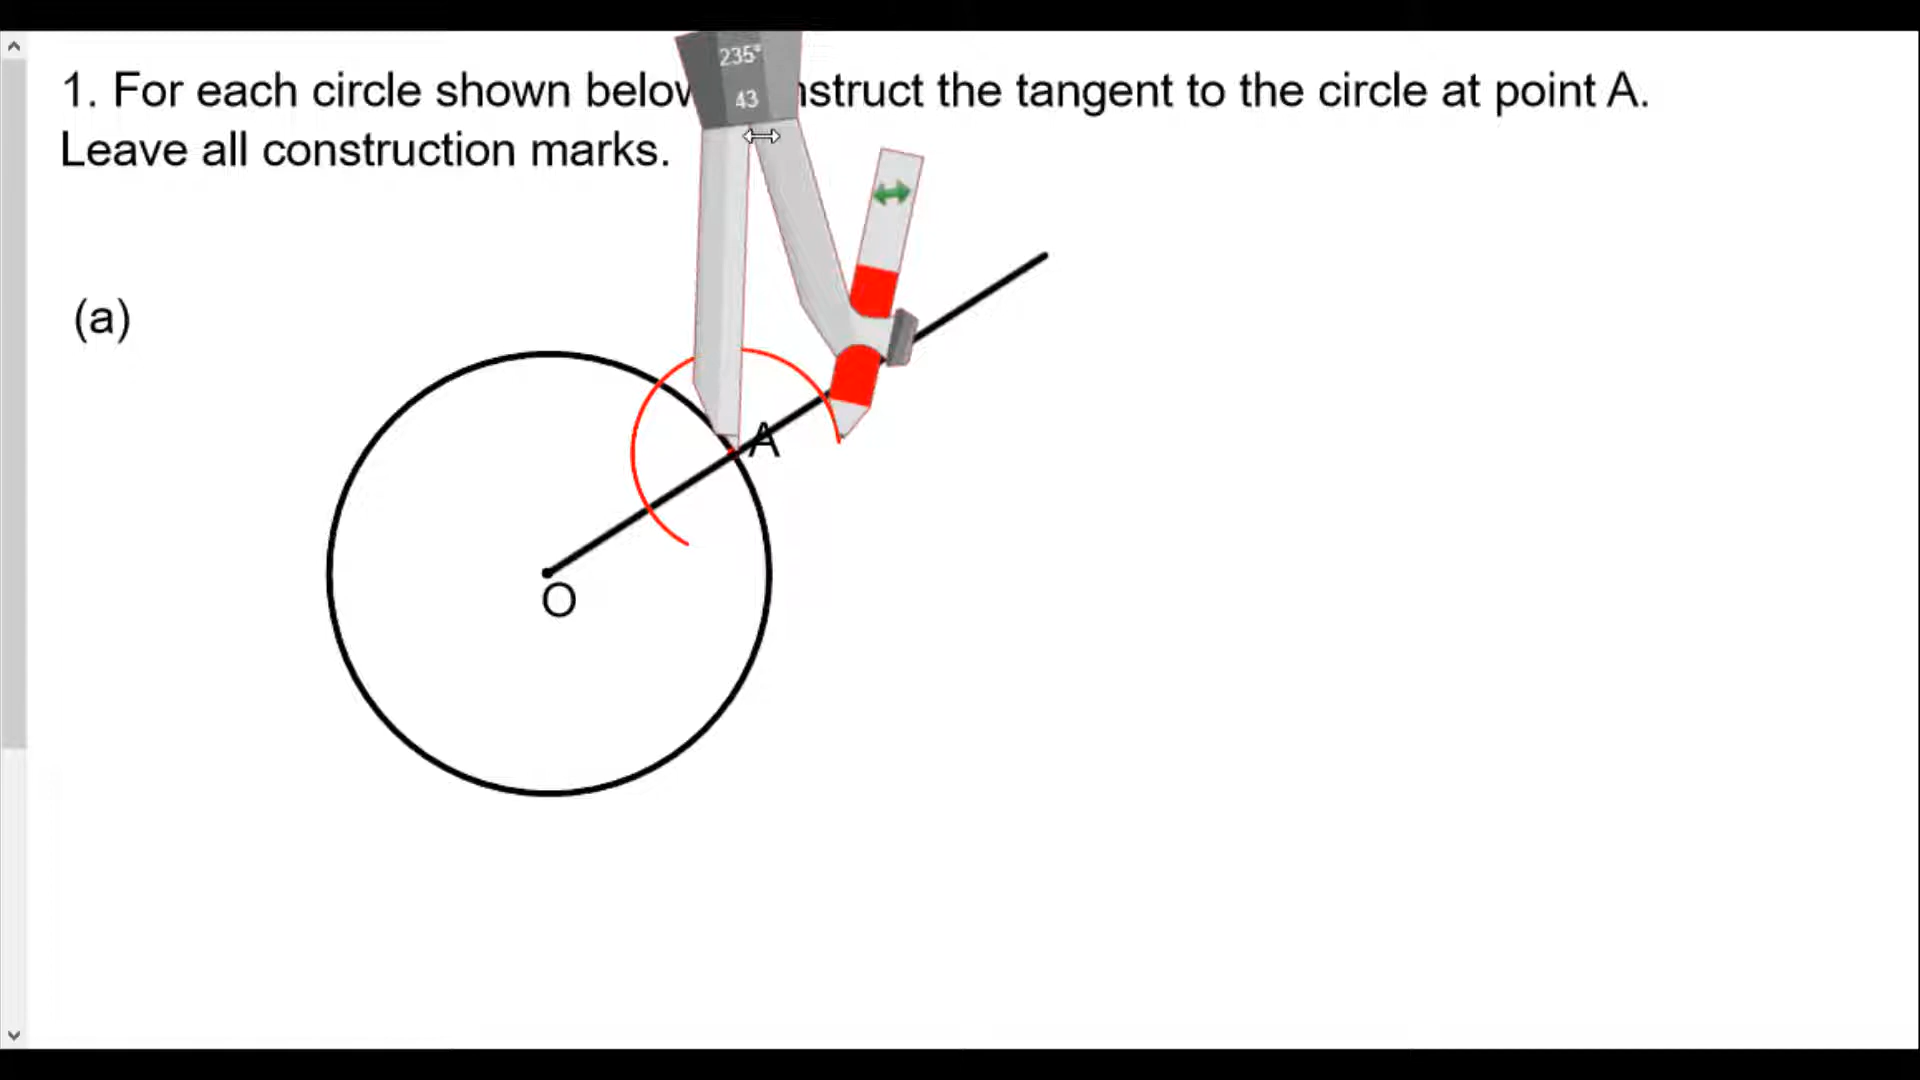 235°
43
1. For each circle shown below nstruct the tangent to the circle at point A.
Leave all construction marks.
(a)
A
O